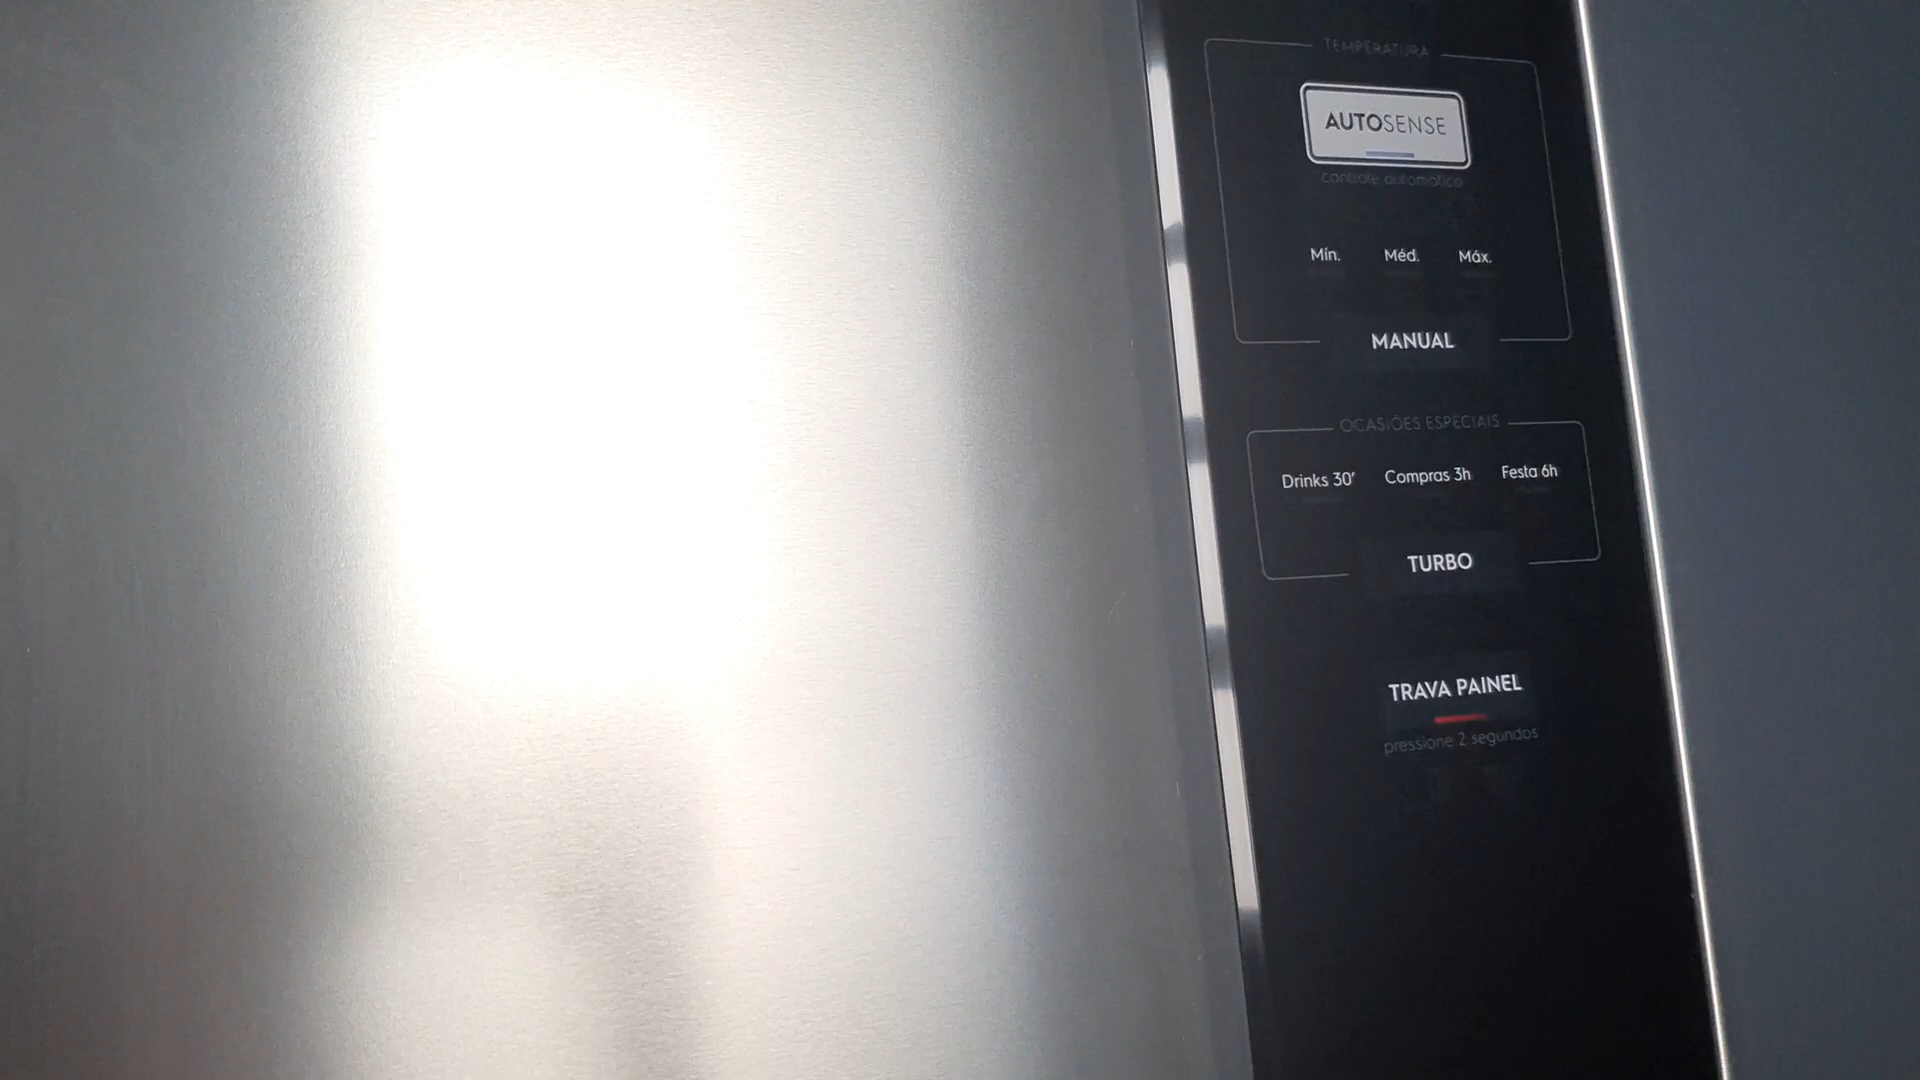 TEMPERATURA
AUTOSENSE
controle automático
Mín. Méd. Máx.
MANUAL
OCASIÕES ESPECIAIS
Drinks 30' Compras 3h Festa 6h
TURBO
TRAVA PAINEL
pressione 2 segundos